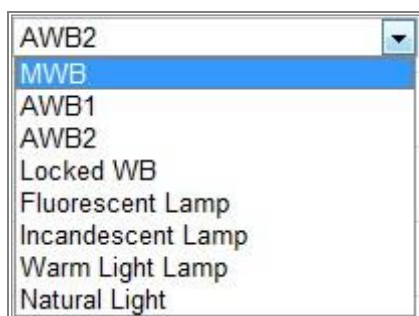 AWB2
MWB
AWB1
AWB2
Locked WB
Fluorescent Lamp
Incandescent Lamp
Warm Light Lamp
Natural Light